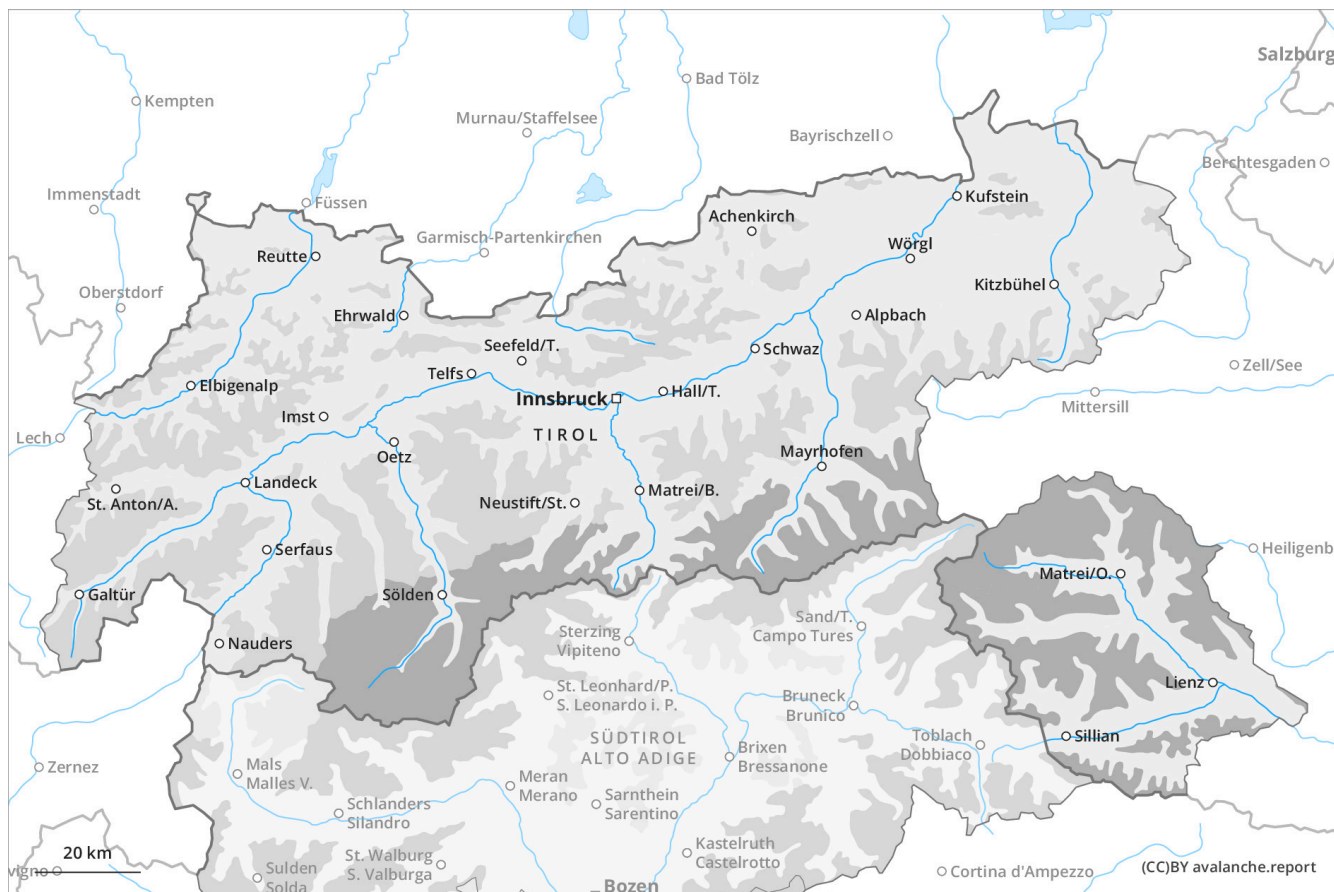 Salzburg
Kempten
Bad Tölz
Murnau/Staffelsee
Bayrischzell
Berchtesgaden
Immenstadt
Füssen
Kufstein
Achenkirch
Garmisch-Partenkirchen
Wörgl
Reutte
Kitzbühel
Oberstdorf
Ehrwald
Alpbach
Seefeld/T.
Schwaz
Zell/See
Telfs
Elbigenalp
Hall/T.
Innsbruck
Mittersill
Imst
TIROL
Lech
Oetz
Mayrhofen
Landeck
St. Anton/A.
Matrei/B.
Neustift/St.
Serfaus
Heiligenb
Matrei/O.
Galtür
Sölden
Sand/T.
Campo Tures
Sterzing
Vipiteno
Nauders
Lienz
St. Leonhard/P.
S. Leonardo i. P.
Bruneck
Brunico
Sillian
Toblach
Dobbiaco
SÜDTIROL
ALTO ADIGE
Brixen
Bressanone
Zernez
Mals
Malles V.
Meran
Merano
Sarnthein
Sarentino
Schlanders
Silandro
Kastelruth
Castelrotto
20 km
St. Walburg
S. Valburga
vigno
Sulden
Solda
Cortina d'Ampezzo
(CC)BY avalanche.report
Bozen